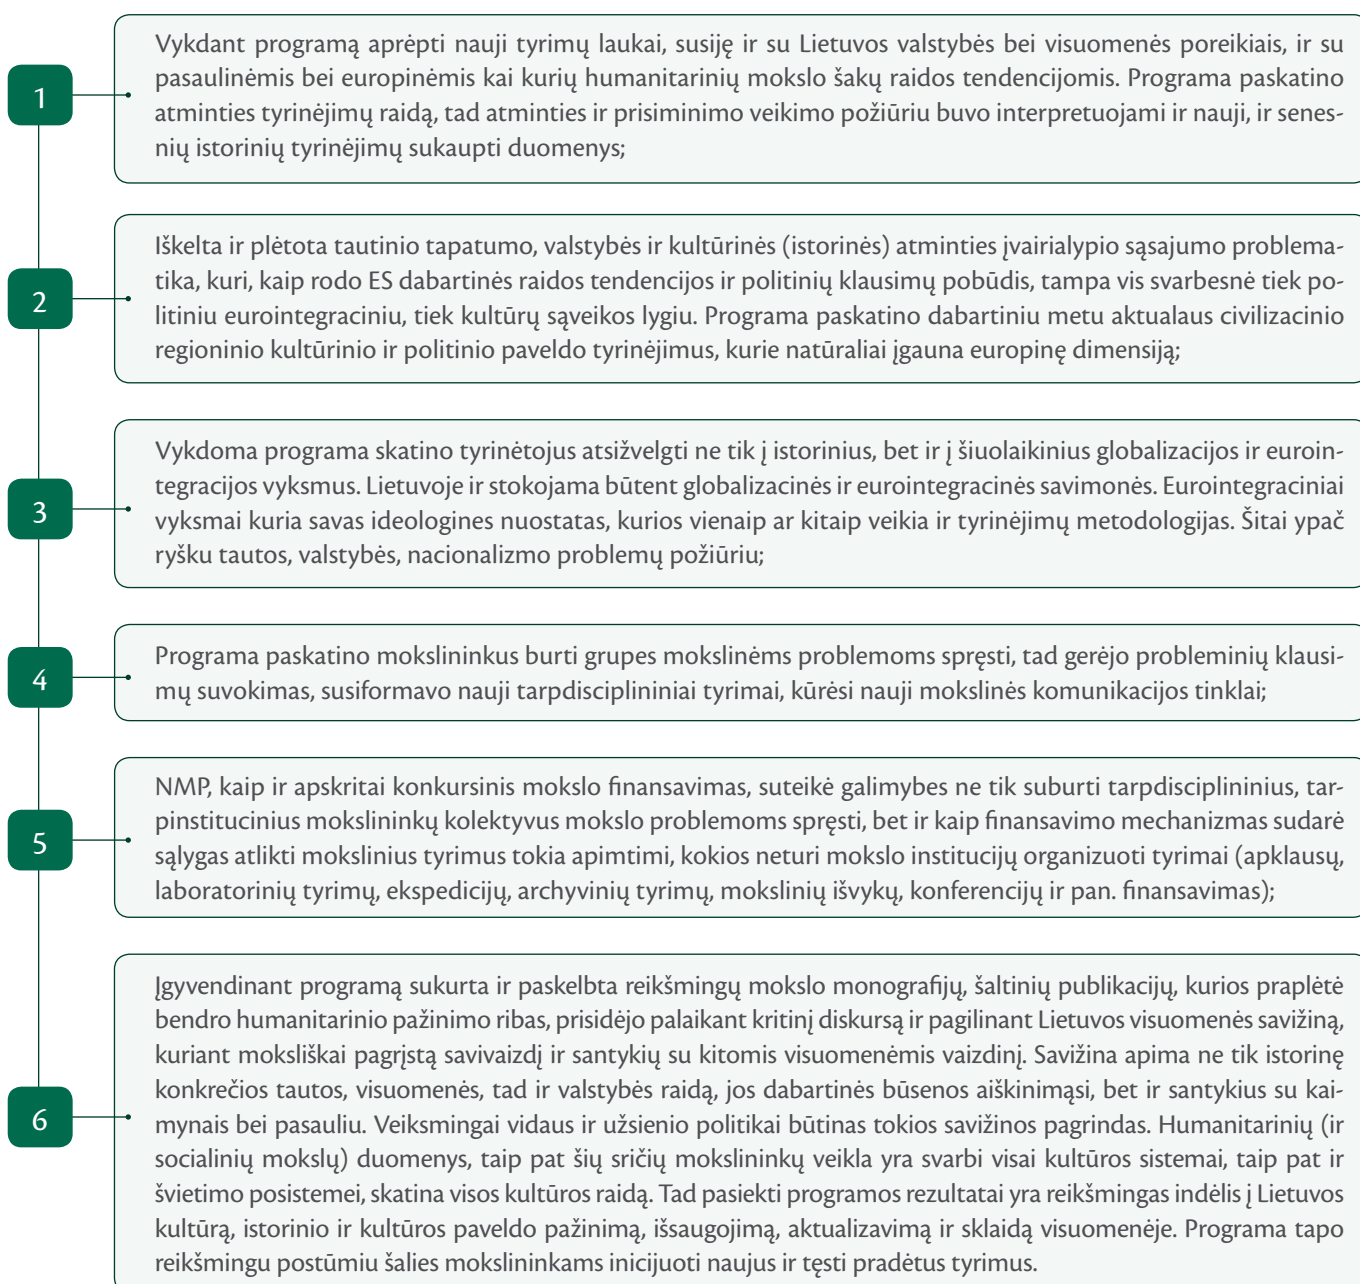 1
Vykdant programą aprėpti nauji tyrimų laukai, susiję ir su Lietuvos valstybės bei visuomenės poreikiais, ir su
pasaulinėmis bei europinėmis kai kurių humanitarinių mokslo šakų raidos tendencijomis. Programa paskatino
atminties tyrinėjimų raidą, tad atminties ir prisiminimo veikimo požiūriu buvo interpretuojami ir nauji, ir senes-
nių istorinių tyrinėjimų sukaupti duomenys;
2
Iškelta ir plėtota tautinio tapatumo, valstybės ir kultūrinės (istorinės) atminties įvairialypio sąsajumo problema-
tika, kuri, kaip rodo ES dabartinės raidos tendencijos ir politinių klausimų pobūdis, tampa vis svarbesnė tiek po-
litiniu eurointegraciniu, tiek kultūrų sąveikos lygiu. Programa paskatino dabartiniu metu aktualaus civilizacinio
regioninio kultūrinio ir politinio paveldo tyrinėjimus, kurie natūraliai įgauna europinę dimensiją;
3
Vykdoma programa skatino tyrinėtojus atsižvelgti ne tik į istorinius, bet ir į šiuolaikinius globalizacijos ir euroin-
tegracijos vyksmus. Lietuvoje ir stokojama būtent globalizacinės ir eurointegracinės savimonės. Eurointegraciniai
vyksmai kuria savas ideologines nuostatas, kurios vienaip ar kitaip veikia ir tyrinėjimų metodologijas. Šitai ypač
ryšku tautos, valstybės, nacionalizmo problemų požiūriu;
4
Programa paskatino mokslininkus burti grupes mokslinėms problemoms spręsti, tad gerėjo probleminių klausi-
mų suvokimas, susiformavo nauji tarpdisciplininiai tyrimai, kūrėsi nauji mokslinės komunikacijos tinklai;
5
NMP, kaip ir apskritai konkursinis mokslo finansavimas, suteikė galimybes ne tik suburti tarpdisciplininius, tar-
pinstitucinius mokslininkų kolektyvus mokslo problemoms spręsti, bet ir kaip finansavimo mechanizmas sudarė
sąlygas atlikti mokslinius tyrimus tokia apimtimi, kokios neturi mokslo institucijų organizuoti tyrimai (apklausų,
laboratorinių tyrimų, ekspedicijų, archyvinių tyrimų, mokslinių išvykų, konferencijų ir pan. finansavimas);
6
Įgyvendinant programą sukurta ir paskelbta reikšmingų mokslo monografijų, šaltinių publikacijų, kurios praplėtė
bendro humanitarinio pažinimo ribas, prisidėjo palaikant kritinį diskursą ir pagilinant Lietuvos visuomenės savižiną,
kuriant moksliškai pagrįstą savivaizdį ir santykių su kitomis visuomenėmis vaizdinį. Savižina apima ne tik istorinę
konkrečios tautos, visuomenės, tad ir valstybės raidą, jos dabartinės būsenos aiškinimąsi, bet ir santykius su kai-
mynais bei pasauliu. Veiksmingai vidaus ir užsienio politikai būtinas tokios savižinos pagrindas. Humanitarinių (ir
socialinių mokslų) duomenys, taip pat šių sričių mokslininkų veikla yra svarbi visai kultūros sistemai, taip pat ir
švietimo posistemei, skatina visos kultūros raidą. Tad pasiekti programos rezultatai yra reikšmingas indėlis į Lietuvos
kultūrą, istorinio ir kultūros paveldo pažinimą, išsaugojimą, aktualizavimą ir sklaidą visuomenėje. Programa tapo
reikšmingu postūmiu šalies mokslininkams inicijuoti naujus ir tęsti pradėtus tyrimus.